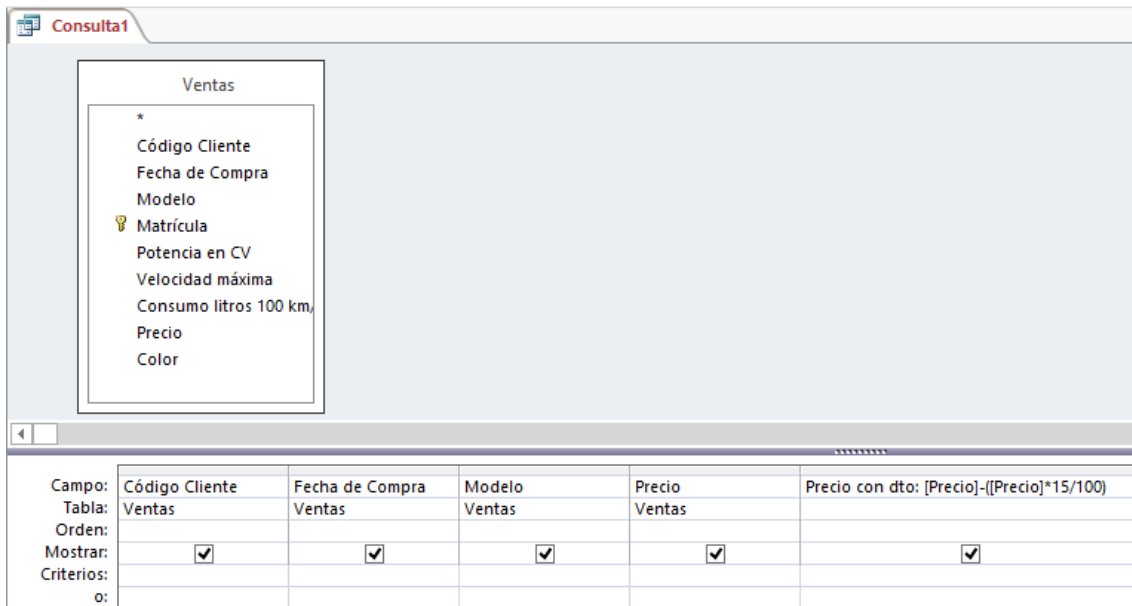 Consulta1
Ventas
*
Código Cliente
Fecha de Compra
Modelo
Matrícula
Potencia en CV
Velocidad máxima
Consumo litros 100 km/
Precio
Color
Campo: Código Cliente Fecha de Compra Modelo Precio Precio con dto: [Precio]-([Precio]*15/100)
Tabla: Ventas Ventas Ventas Ventas
Orden:
Mostrar:
Criterios:
o: